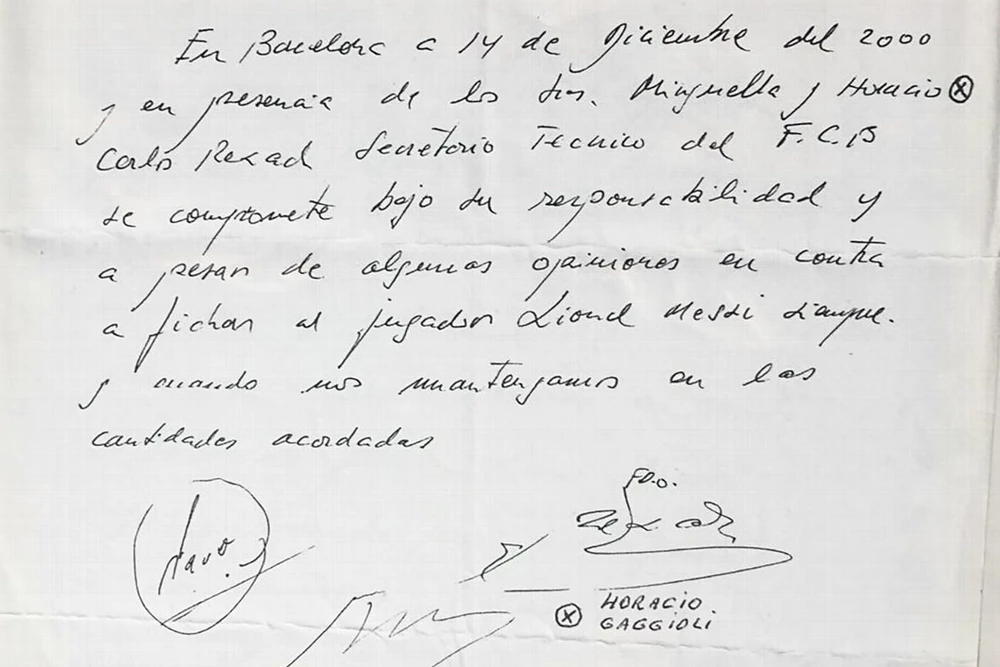 En Barcelona a 14 de Diciembre del 2000
y en presencia de los Srs. Minguella y Horacio ⓧ
Carles Rexach Secretario Tecnico del F.C.B
se compromete bajo su responsabilidad y
a pesar de algunas opiniones en contra
a fichar al jugador Lionel Messi siempre.
y cuando nos mantengamos en las
cantidades acordadas
FDO.
ⓧ HORACIO
GAGGIOLI